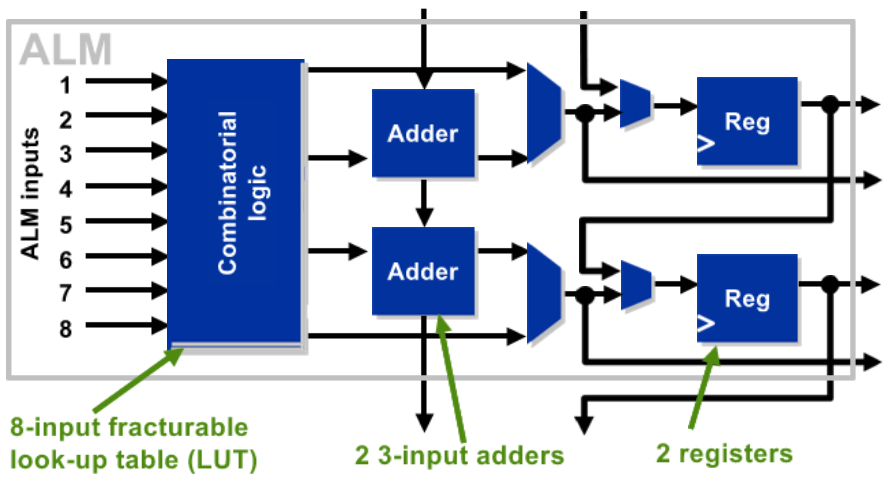 ALM
ALM inputs
1
2
3
4
5
6
7
8
Combinatorial
logic
Adder
Adder
Reg
Reg
8-input fracturable
look-up table (LUT)
2 3-input adders
2 registers